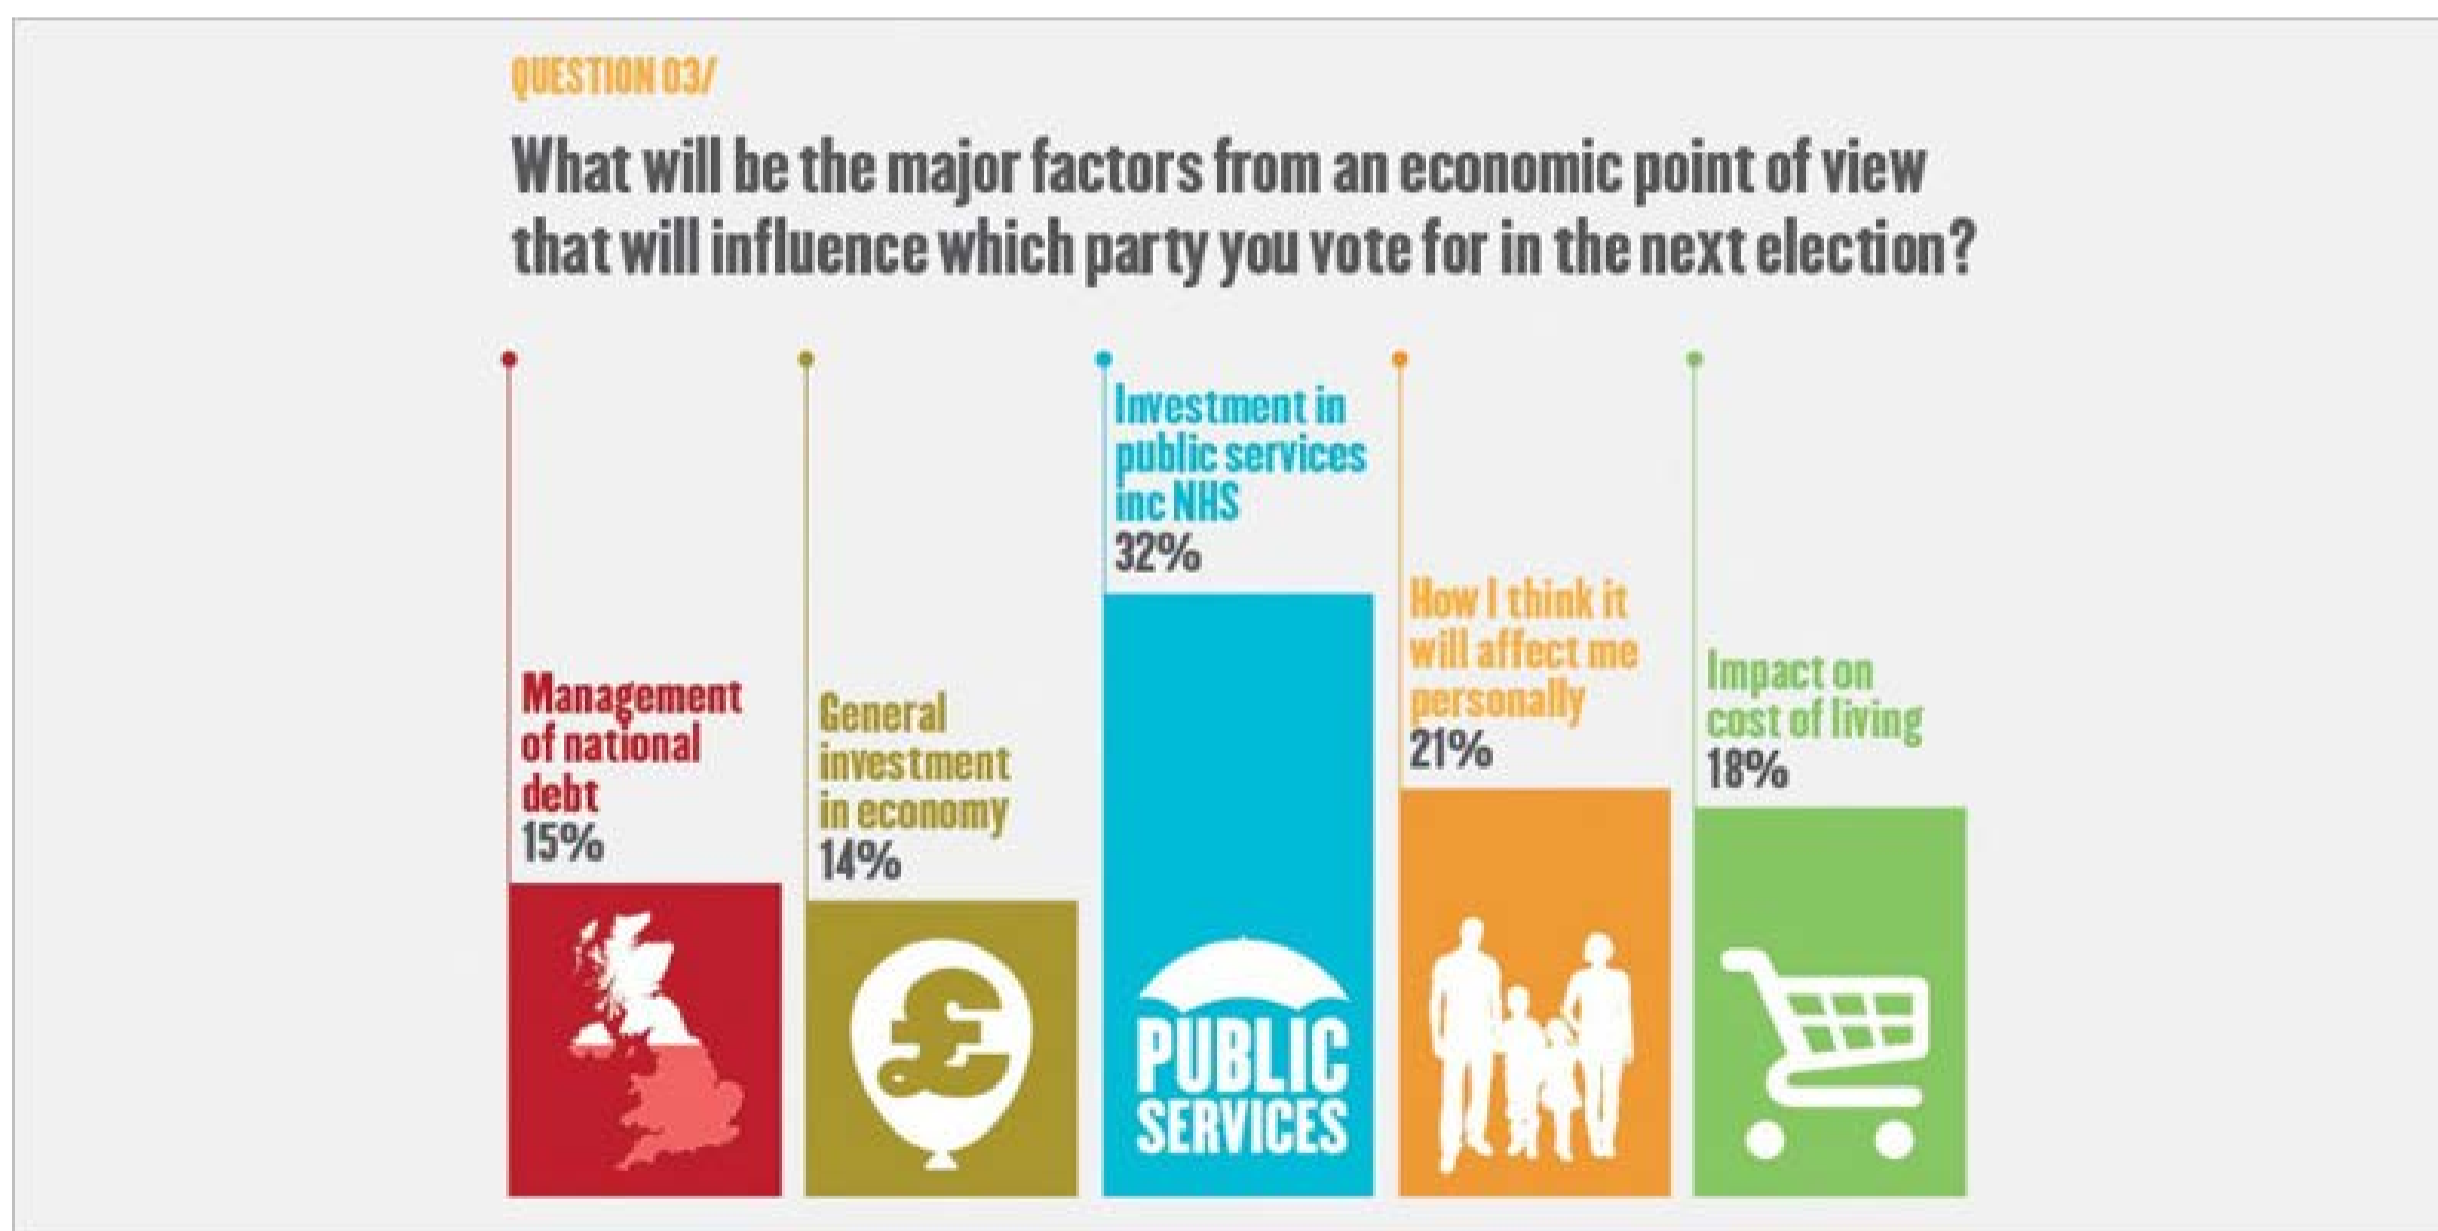 QUESTION 03/
What will be the major factors from an economic point of view
that will influence which party you vote for in the next election?
Management
of national
debt
15%
General
investment
in economy
14%
Investment in
public services
inc NHS
32%
How I think it
will affect me
personally
21%
Impact on
cost of living
18%
£
PUBLIC
SERVICES